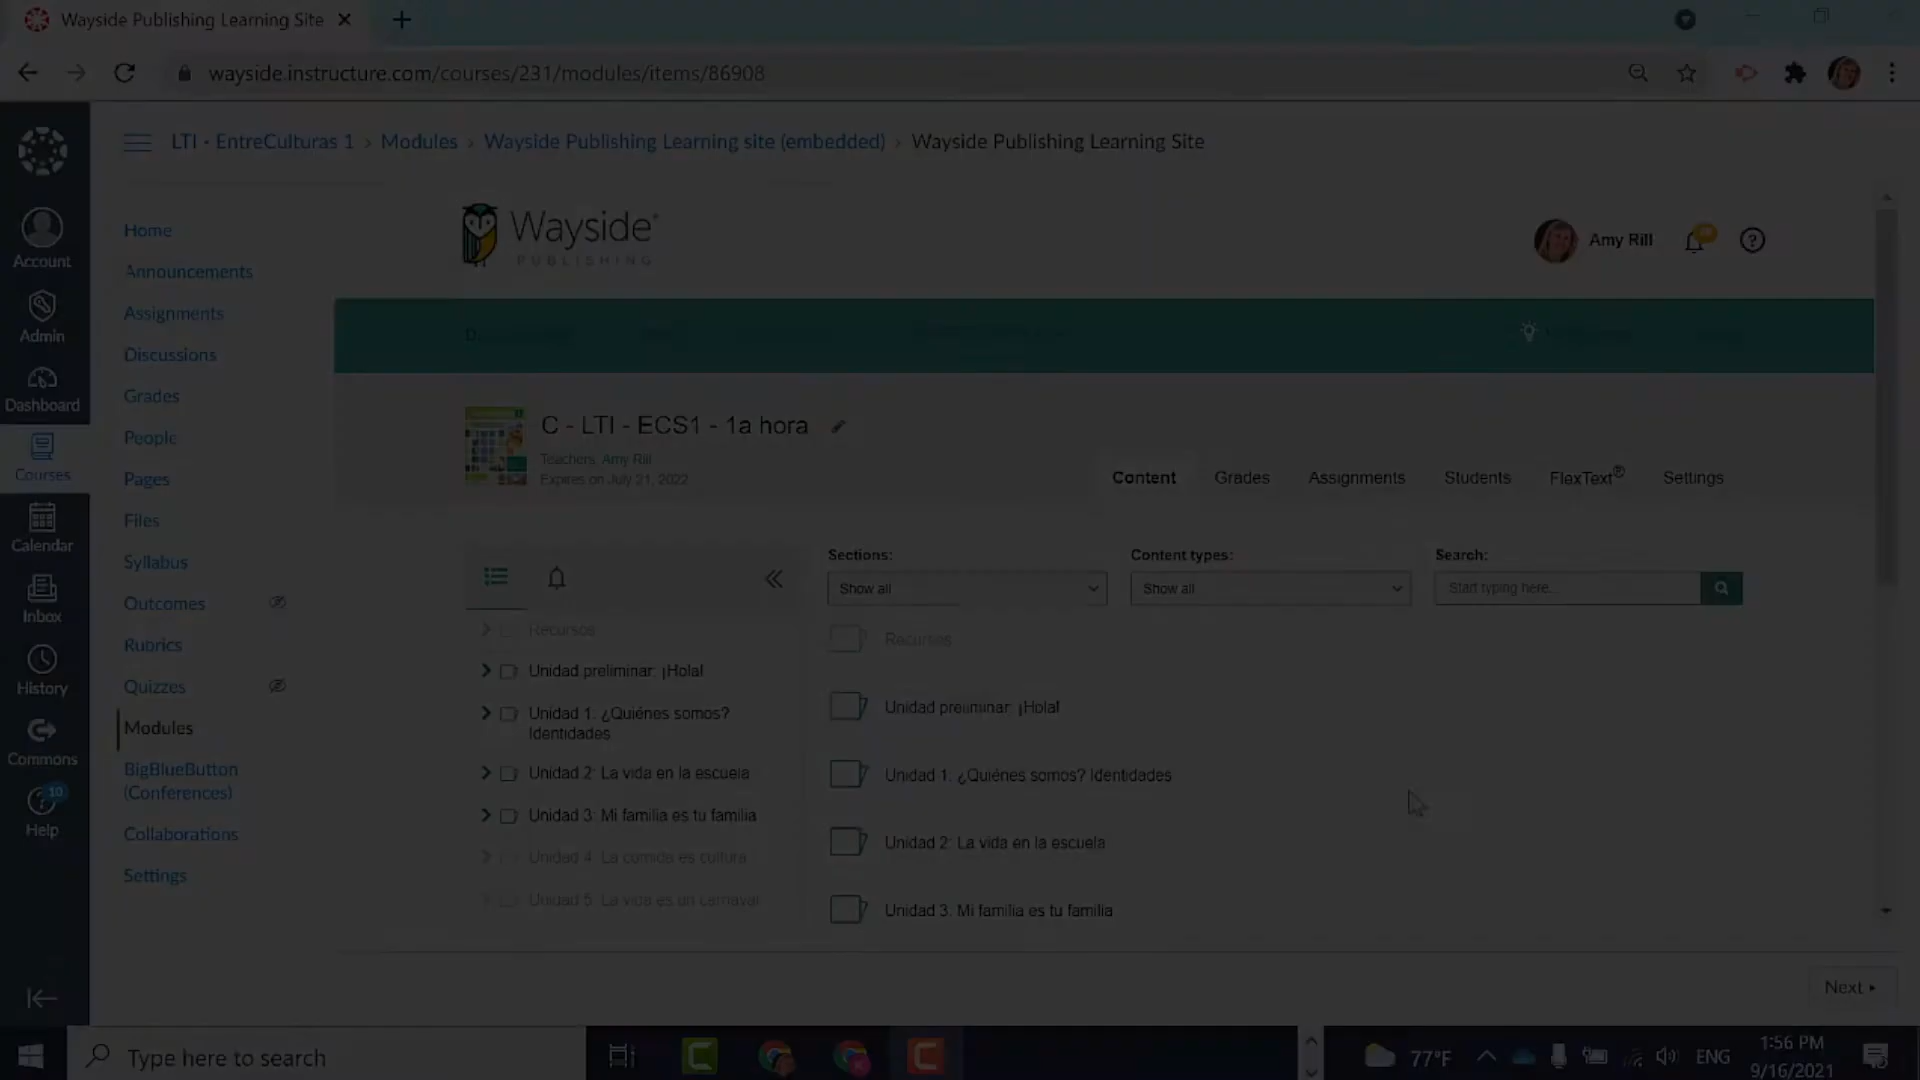 Wayside Publishing Learning Site
wayside.instructure.com/courses/231/modules/items/86908
LTI - EntreCulturas 1 › Modules › Wayside Publishing Learning site (embedded) › Wayside Publishing Learning Site
Account
Admin
Dashboard
Courses
Calendar
Inbox
History
Commons
10
Help
Home
Announcements
Assignments
Discussions
Grades
People
Pages
Files
Syllabus
Outcomes
Rubrics
Quizzes
Modules
BigBlueButton
(Conferences)
Collaborations
Settings
Wayside®
PUBLISHING
Amy Rill
C - LTI - ECS1 - 1a hora
Teachers: Amy Rill
Expires on July 21, 2022
Content
Grades
Assignments
Students
FlexText®
Settings
Sections:
Show all
Content types:
Show all
Search:
Start typing here...
Recursos
Unidad preliminar: ¡Hola!
Unidad 1: ¿Quiénes somos?
Identidades
Unidad 2: La vida en la escuela
Unidad 3: Mi familia es tu familia
Unidad 4: La comida es cultura
Unidad 5: La vida es un carnaval
Recursos
Unidad preliminar: ¡Hola!
Unidad 1: ¿Quiénes somos? Identidades
Unidad 2: La vida en la escuela
Unidad 3: Mi familia es tu familia
Next
Type here to search
77°F
ENG
1:56 PM
9/16/2021